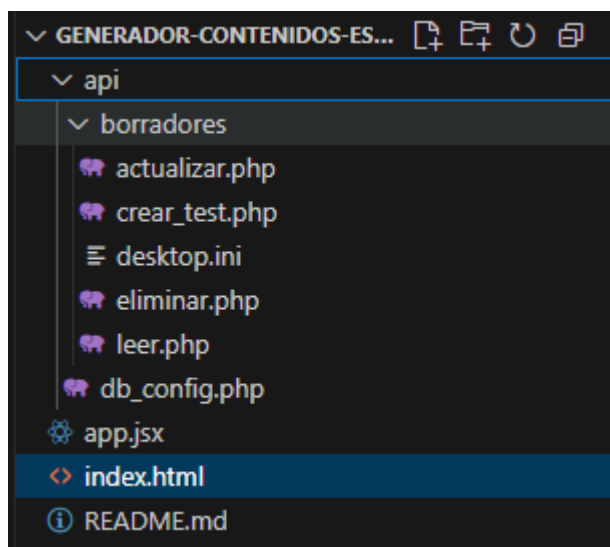 GENERADOR-CONTENIDOS-ES...
api
borradores
actualizar.php
crear_test.php
desktop.ini
eliminar.php
leer.php
db_config.php
app.jsx
index.html
README.md